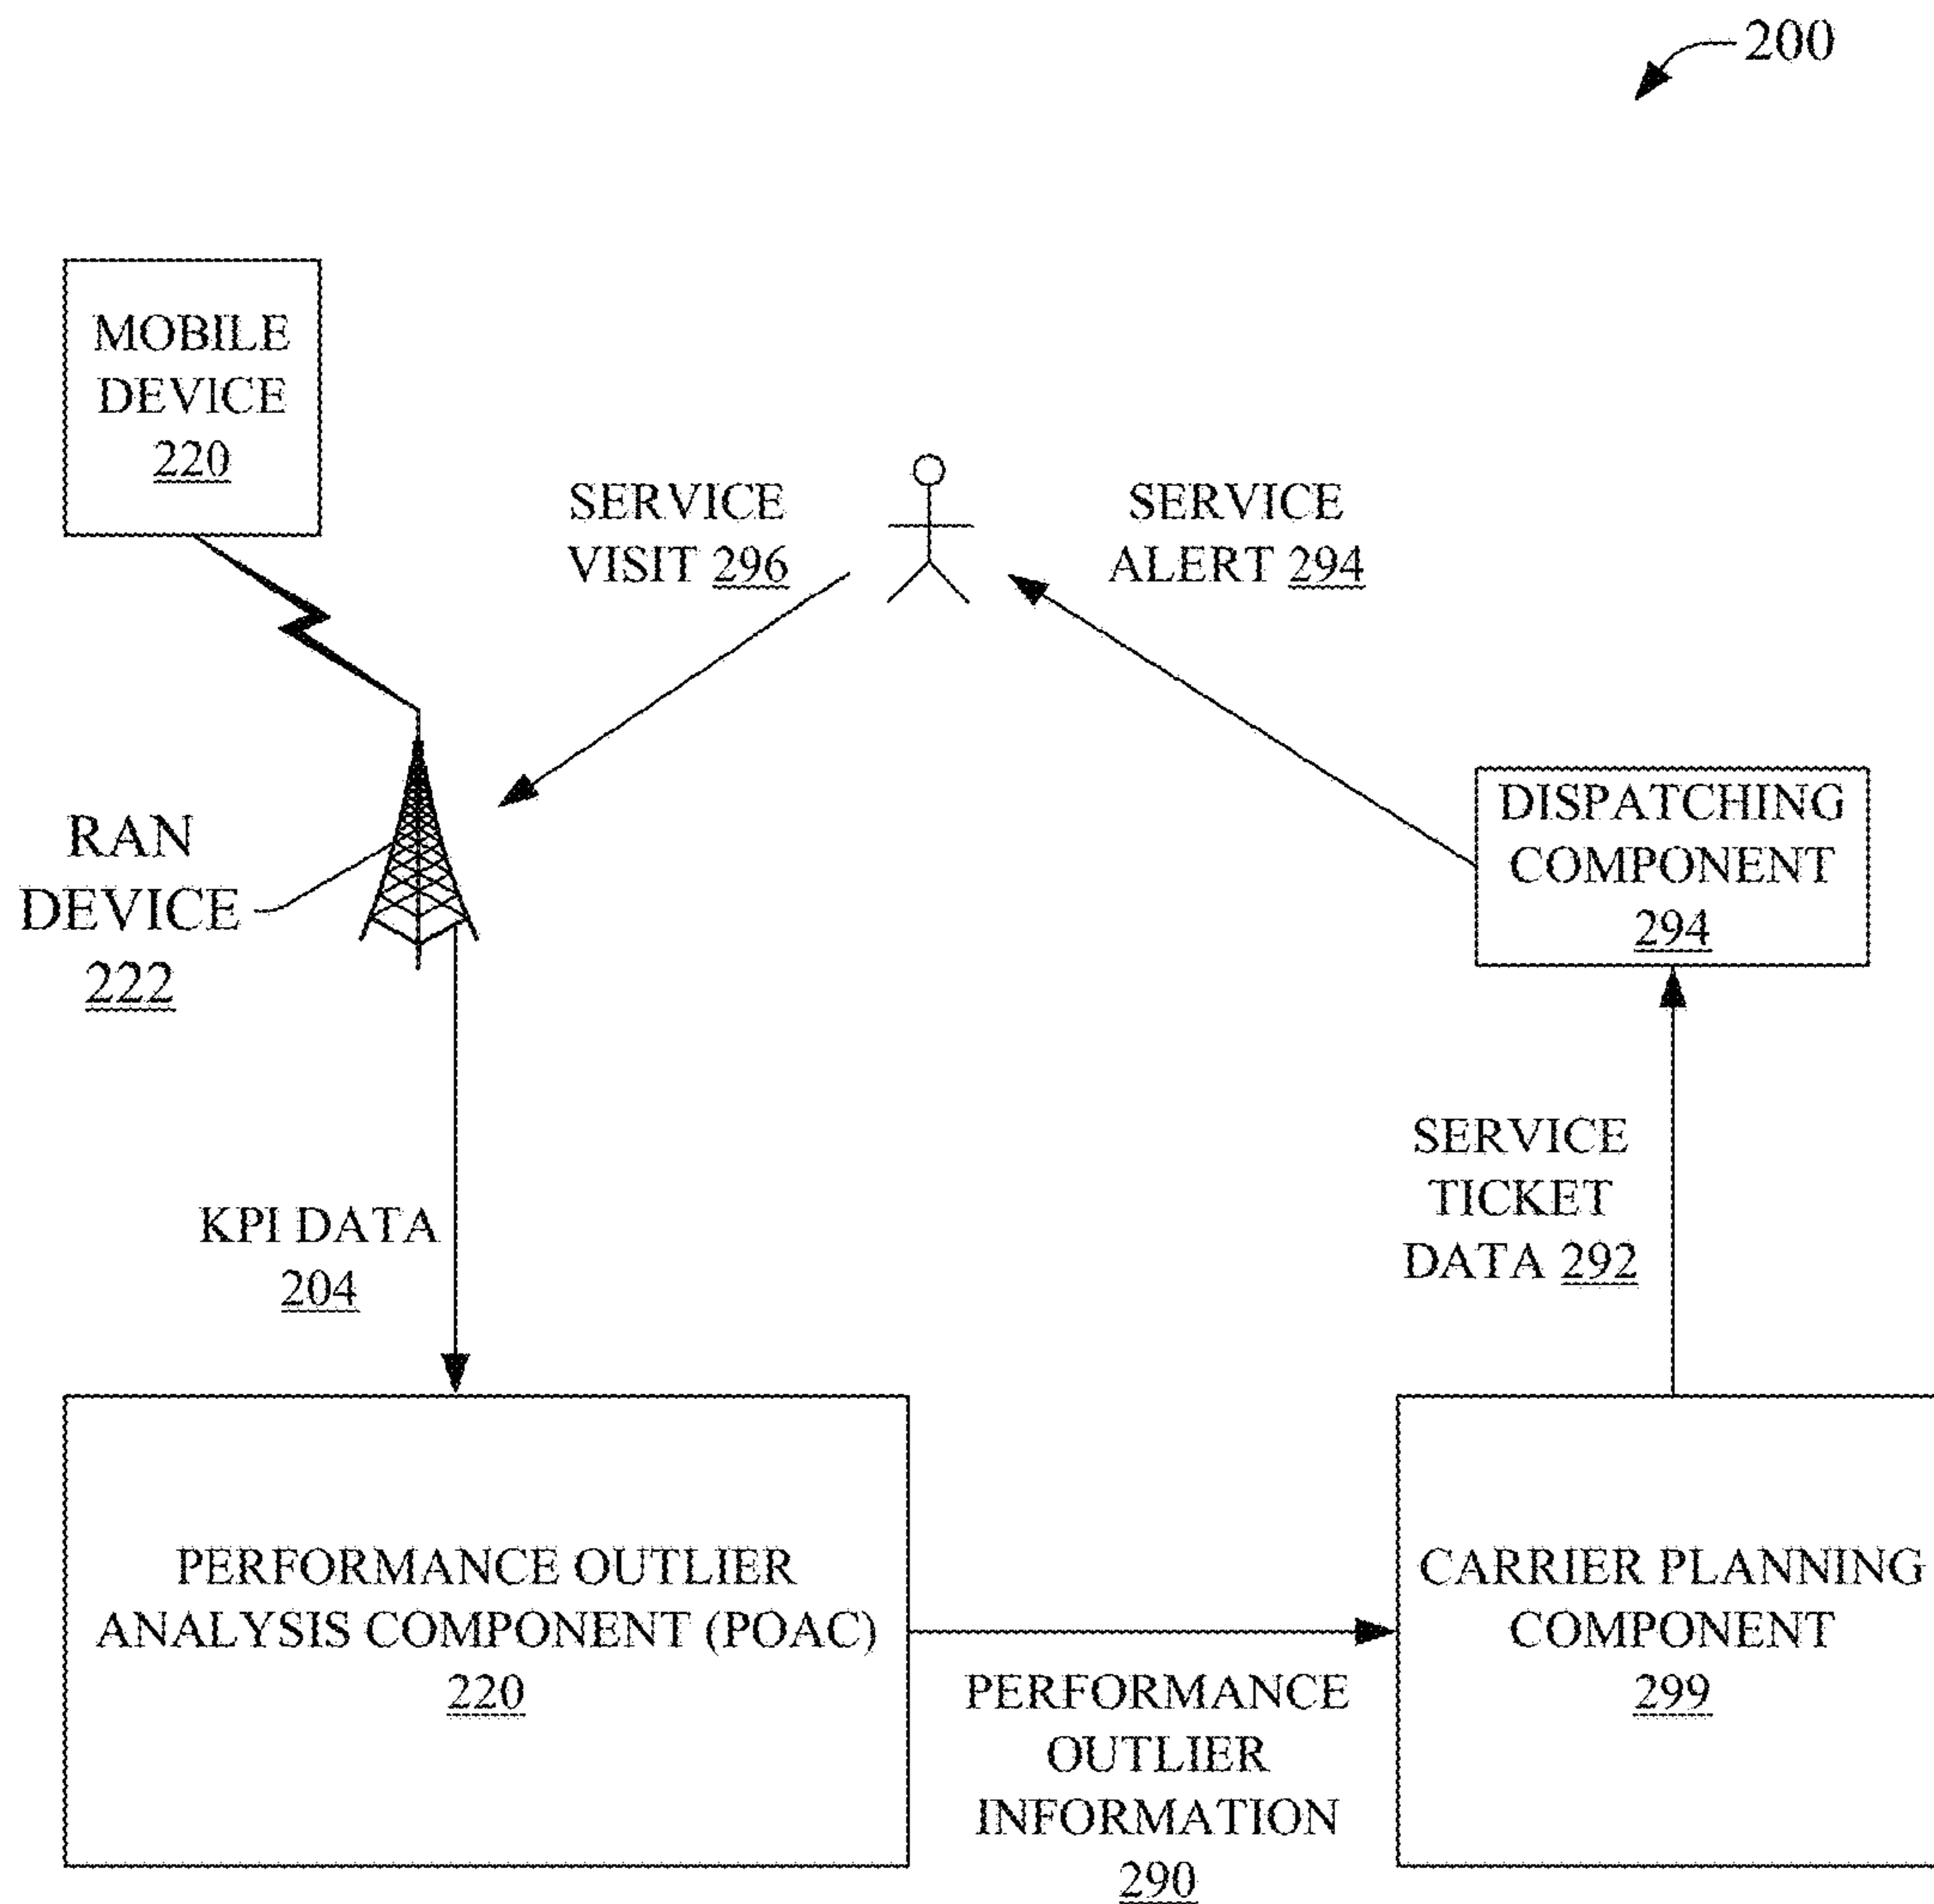 200
MOBILE
DEVICE
220
SERVICE
VISIT 296
SERVICE
ALERT 294
RAN
DEVICE
222
DISPATCHING
COMPONENT
294
KPI DATA
204
SERVICE
TICKET
DATA 292
PERFORMANCE OUTLIER
ANALYSIS COMPONENT (POAC)
220
PERFORMANCE
OUTLIER
INFORMATION
290
CARRIER PLANNING
COMPONENT
299